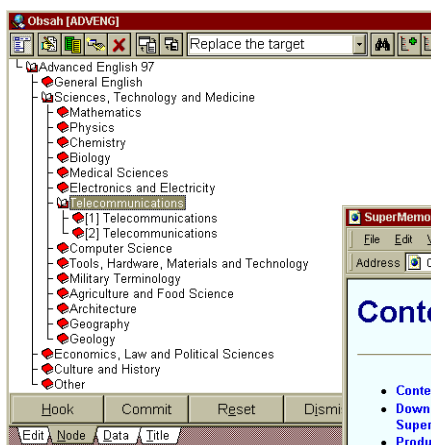 Obsah [ADVENG]
Replace the target
Advanced English 97
General English
Sciences, Technology and Medicine
Mathematics
Physics
Chemistry
Biology
Medical Sciences
Electronics and Electricity
Telecommunications
[1] Telecommunications
[2] Telecommunications
Computer Science
Tools, Hardware, Materials and Technology
Military Terminology
Agriculture and Food Science
Architecture
Geography
Geology
Economics, Law and Political Sciences
Culture and History
Other
Hook Commit Reset Dismi
Edit Node Data Title
SuperMemo
File Edit V
Address C
Conte
Conte
Down
Super
Produ